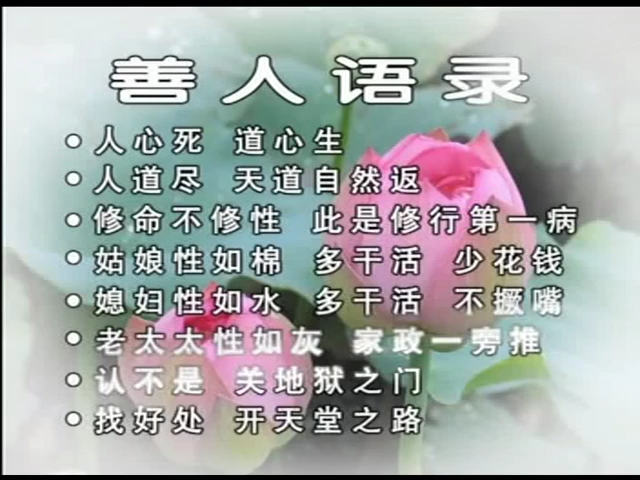 善人语录
• 人心死 道心生
• 人道尽 天道自然返
• 修命不修性 此是修行第一病
• 姑娘性如棉 多干活 少花钱
• 媳妇性如水 多干活 不撅嘴
• 老太太性如灰 家政一旁推
• 认不是 关地狱之门
• 找好处 开天堂之路